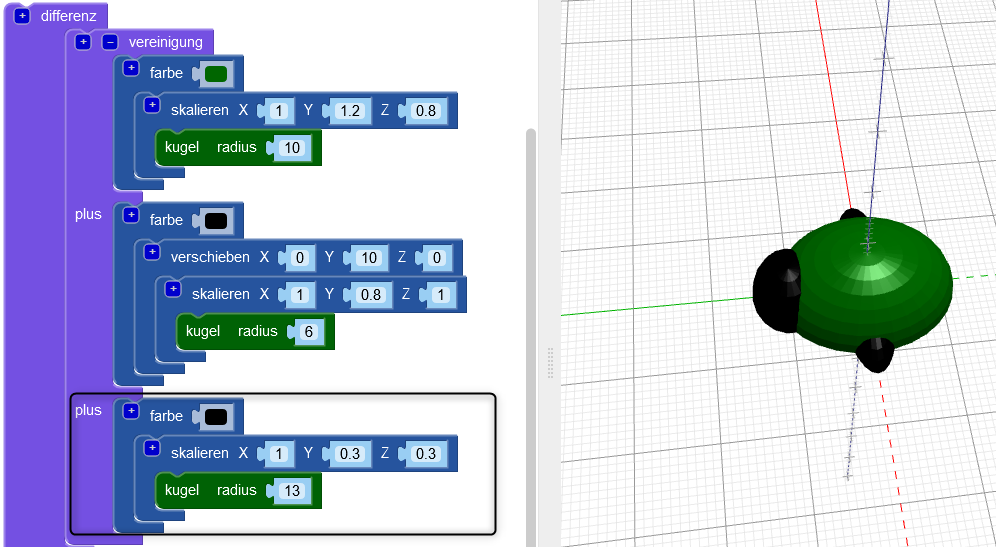 + differenz
+ − vereinigung
+ farbe
+ skalieren X 1 Y 1.2 Z 0.8
kugel radius 10
plus + farbe
+ verschieben X 0 Y 10 Z 0
+ skalieren X 1 Y 0.8 Z 1
kugel radius 6
plus + farbe
+ skalieren X 1 Y 0.3 Z 0.3
kugel radius 13